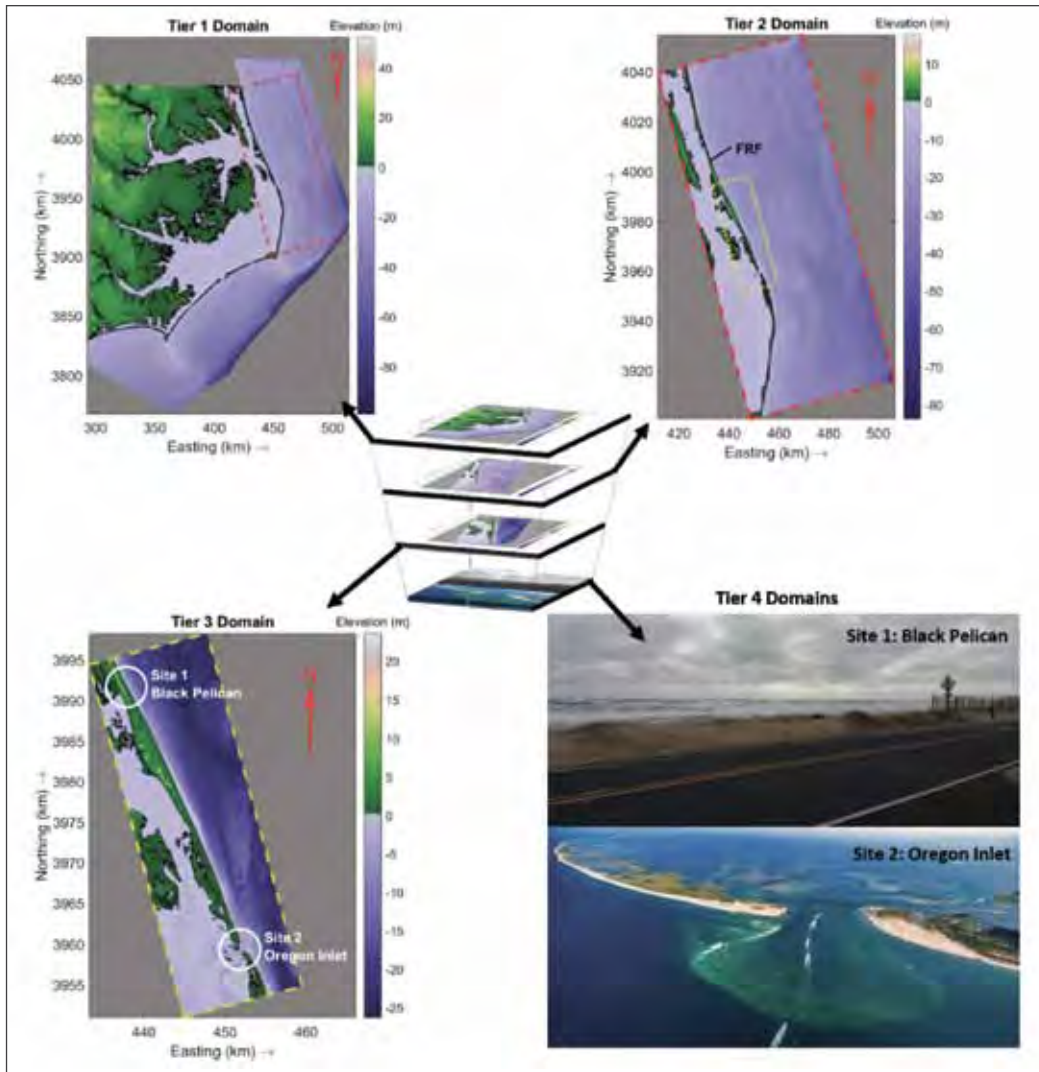 Tier 1 Domain
Elevation (m)
4050
4000
3950
3900
3850
3800
Northing (km) →
300 350 400 450 500
Easting (km) →
40
20
0
-20
-40
-60
-80
Tier 2 Domain
Elevation (m)
4040
4020
4000
3980
3960
3940
3920
Northing (km) →
FRF
420 440 460 480 500
Easting (km) →
10
0
-10
-20
-30
-40
-50
-60
-70
-80
Tier 3 Domain
Elevation (m)
3995
3990
3985
3980
3975
3970
3965
3960
3955
Northing (km) →
Site 1
Black Pelican
Site 2
Oregon Inlet
440 450 460
Easting (km) →
20
15
10
5
0
-5
-10
-15
-20
-25
Tier 4 Domains
Site 1: Black Pelican
Site 2: Oregon Inlet